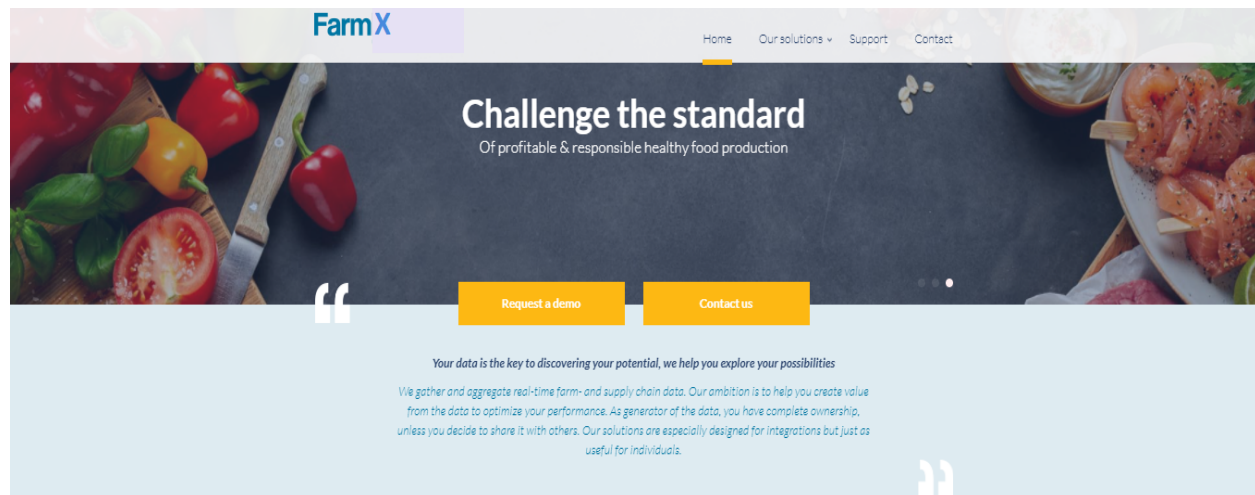 FarmX
Home Our solutions Support Contact
Challenge the standard
Of profitable & responsible healthy food production
“
Request a demo Contact us
Your data is the key to discovering your potential, we help you explore your possibilities
We gather and aggregate real-time farm- and supply chain data. Our ambition is to help you create value
from the data to optimize your performance. As generator of the data, you have complete ownership,
unless you decide to share it with others. Our solutions are especially designed for integrations but just as
useful for individuals.
”